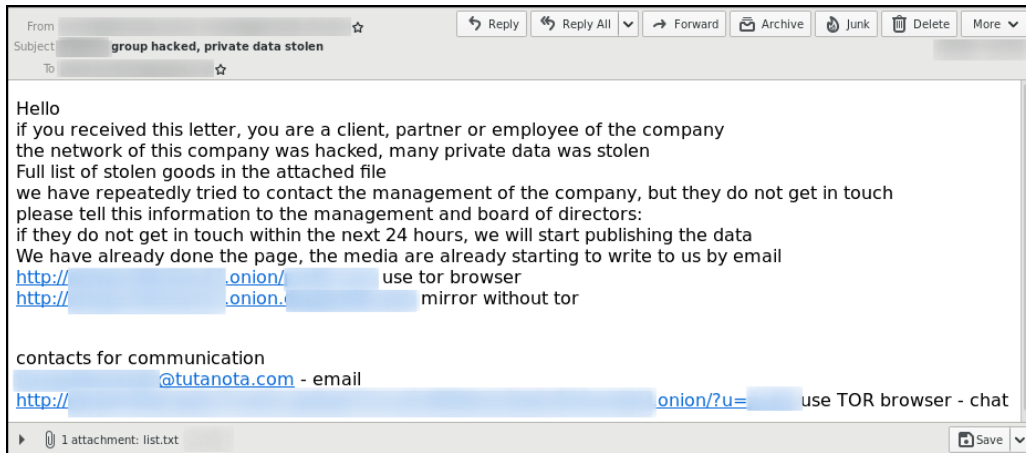 From
Reply Reply All Forward Archive Junk Delete More
Subject group hacked, private data stolen
To
Hello
if you received this letter, you are a client, partner or employee of the company
the network of this company was hacked, many private data was stolen
Full list of stolen goods in the attached file
we have repeatedly tried to contact the management of the company, but they do not get in touch
please tell this information to the management and board of directors:
if they do not get in touch within the next 24 hours, we will start publishing the data
We have already done the page, the media are already starting to write to us by email
http:// .onion/ use tor browser
http:// .onion. mirror without tor
contacts for communication
@tutanota.com - email
http:// onion/?u= use TOR browser - chat
1 attachment: list.txt
Save